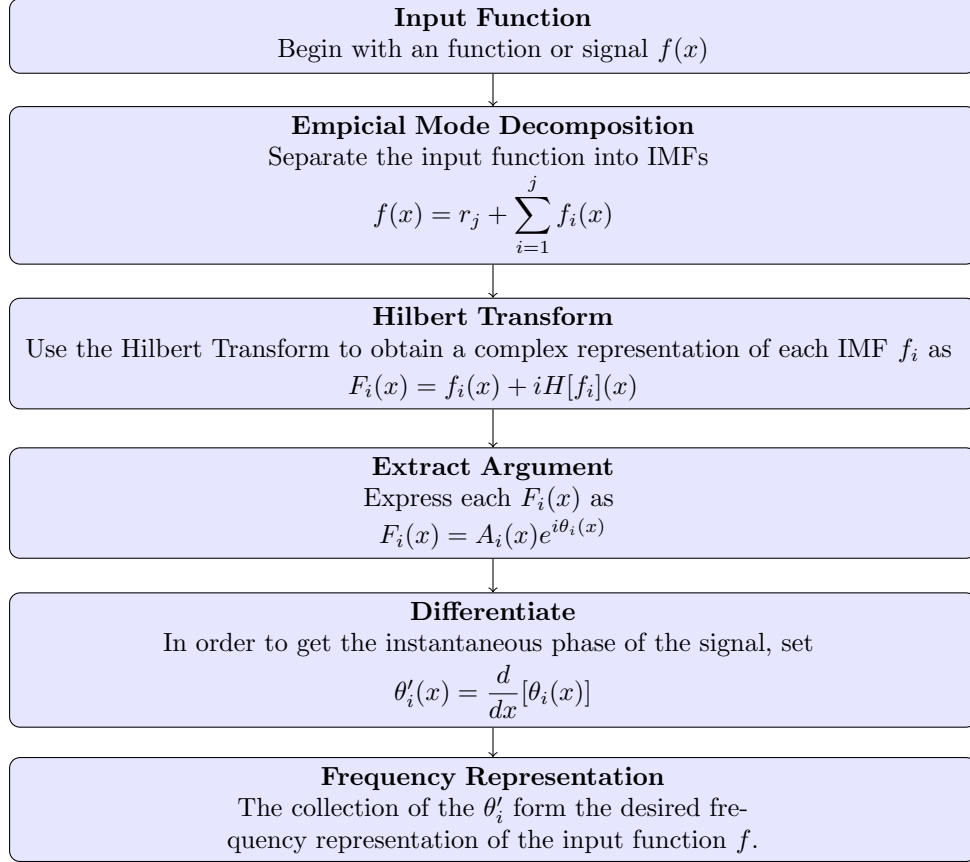 Input Function
Begin with an function or signal f(x)
Empicial Mode Decomposition
Separate the input function into IMFs
f(x) = r_j + \sum_{i=1}^{j} f_i(x)
Hilbert Transform
Use the Hilbert Transform to obtain a complex representation of each IMF f_i as
F_i(x) = f_i(x) + iH[f_i](x)
Extract Argument
Express each F_i(x) as
F_i(x) = A_i(x)e^{iθ_i(x)}
Differentiate
In order to get the instantaneous phase of the signal, set
θ′_i(x) = \frac{d}{dx}[θ_i(x)]
Frequency Representation
The collection of the θ′_i form the desired fre-
quency representation of the input function f.